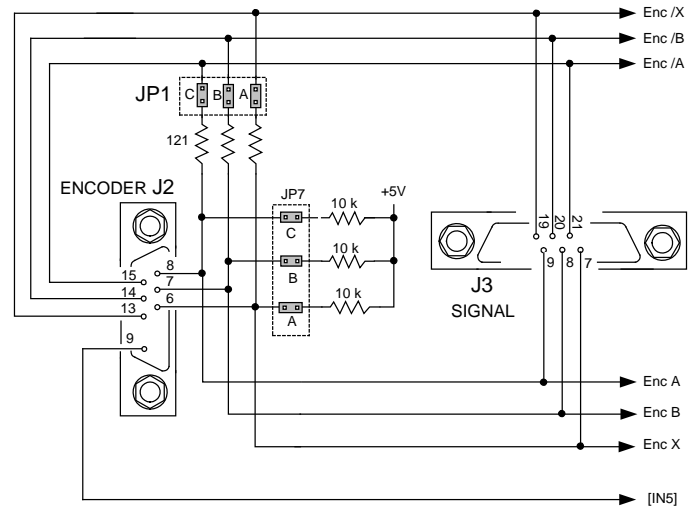 Enc /X
Enc /B
Enc /A
JP1
C B A
121
ENCODER J2
JP7
+5V
10 k
C
10 k
B
10 k
A
15
14
13
9
8
7
6
19
20
21
9
8
7
J3
SIGNAL
Enc A
Enc B
Enc X
[IN5]